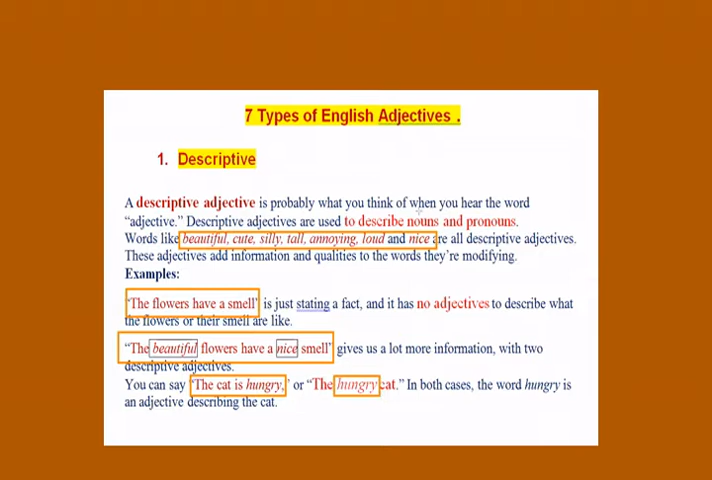 7 Types of English Adjectives .
1. Descriptive
A descriptive adjective is probably what you think of when you hear the word
“adjective.” Descriptive adjectives are used to describe nouns and pronouns.
Words like beautiful, cute, silly, tall, annoying, loud and nice are all descriptive adjectives.
These adjectives add information and qualities to the words they’re modifying.
Examples:
“The flowers have a smell” is just stating a fact, and it has no adjectives to describe what
the flowers or their smell are like.
“The beautiful flowers have a nice smell” gives us a lot more information, with two
descriptive adjectives.
You can say “The cat is hungry,” or “The hungry cat.” In both cases, the word hungry is
an adjective describing the cat.